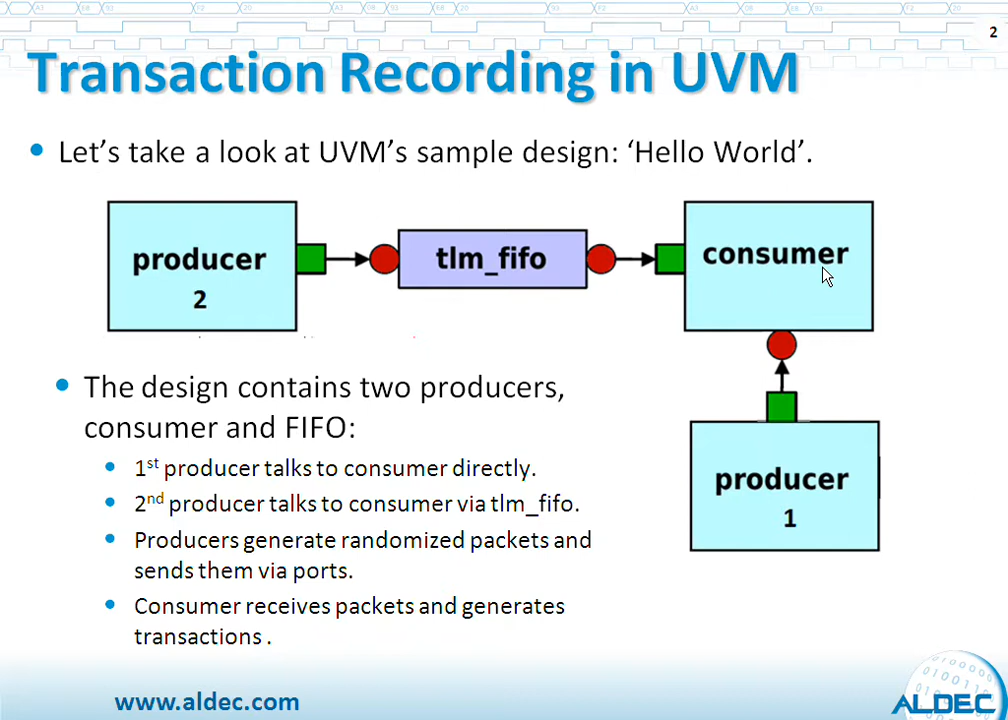 2
Transaction Recording in UVM
• Let's take a look at UVM's sample design: 'Hello World'.
producer
2
tlm_fifo
consumer
producer
1
• The design contains two producers,
consumer and FIFO:
• 1st producer talks to consumer directly.
• 2nd producer talks to consumer via tlm_fifo.
• Producers generate randomized packets and
sends them via ports.
• Consumer receives packets and generates
transactions .
www.aldec.com
ALDEC